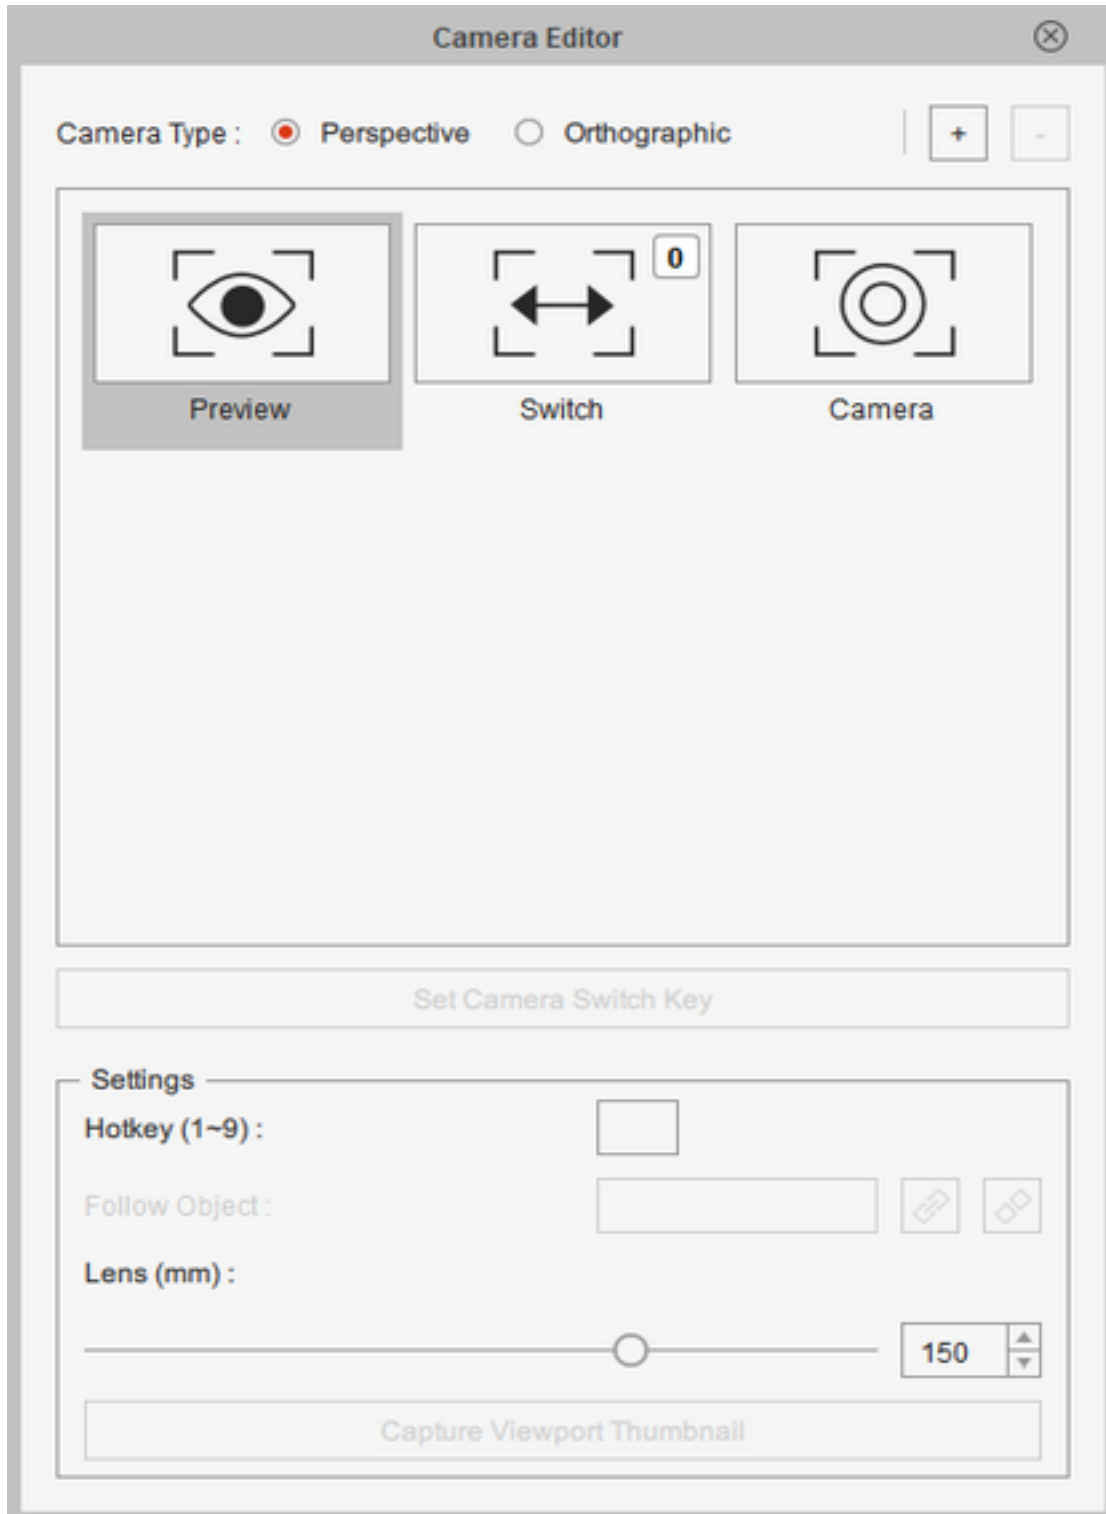 Camera Editor
Camera Type : Perspective Orthographic + -
0
Preview Switch Camera
Set Camera Switch Key
Settings
Hotkey (1~9) :
Follow Object :
Lens (mm) :
150
Capture Viewport Thumbnail